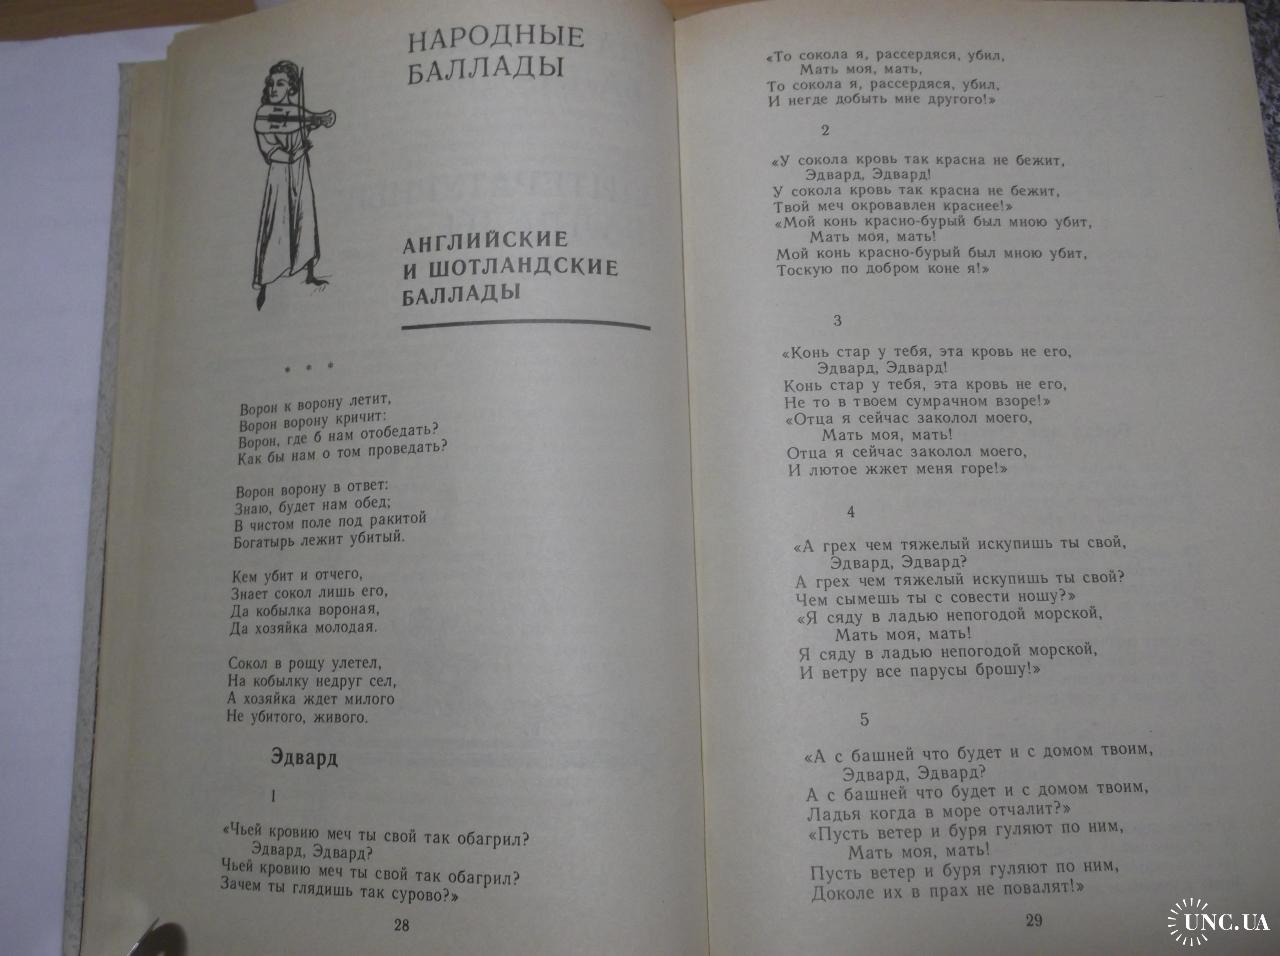 НАРОДНЫЕ
БАЛЛАДЫ
АНГЛИЙСКИЕ
И ШОТЛАНДСКИЕ
БАЛЛАДЫ
* * *
Ворон к ворону летит,
Ворон ворону кричит:
Ворон, где б нам отобедать?
Как бы нам о том проведать?
Ворон ворону в ответ:
Знаю, будет нам обед;
В чистом поле под ракитой
Богатырь лежит убитый.
Кем убит и отчего,
Знает сокол лишь его,
Да кобылка вороная,
Да хозяйка молодая.
Сокол в рощу улетел,
На кобылку недруг сел,
А хозяйка ждет милого
Не убитого, живого.
Эдвард
1
«Чьей кровию меч ты свой так обагрил?
Эдвард, Эдвард?
Чьей кровию меч ты свой так обагрил?
Зачем ты глядишь так сурово?»
28
«То сокола я, рассердяся, убил,
Мать моя, мать,
То сокола я, рассердяся, убил,
И негде добыть мне другого!»
2
«У сокола кровь так красна не бежит,
Эдвард, Эдвард!
У сокола кровь так красна не бежит,
Твой меч окровавлен краснее!»
«Мой конь красно-бурый был мною убит,
Мать моя, мать!
Мой конь красно-бурый был мною убит,
Тоскую по добром коне я!»
3
«Конь стар у тебя, эта кровь не его,
Эдвард, Эдвард!
Конь стар у тебя, эта кровь не его,
Не то в твоем сумрачном взоре!»
«Отца я сейчас заколол моего,
Мать моя, мать!
Отца я сейчас заколол моего,
И лютое жжет меня горе!»
4
«А грех чем тяжелый искупишь ты свой,
Эдвард, Эдвард?
А грех чем тяжелый искупишь ты свой?
Чем сымешь ты с совести ношу?»
«Я сяду в ладью непогодой морской,
Мать моя, мать!
Я сяду в ладью непогодой морской,
И ветру все парусы брошу!»
5
«А с башней что будет и с домом твоим,
Эдвард, Эдвард?
А с башней что будет и с домом твоим,
Ладья когда в море отчалит?»
«Пусть ветер и буря гуляют по ним,
Мать моя, мать!
Пусть ветер и буря гуляют по ним,
Доколе их в прах не повалят!»
29
UNC.UA